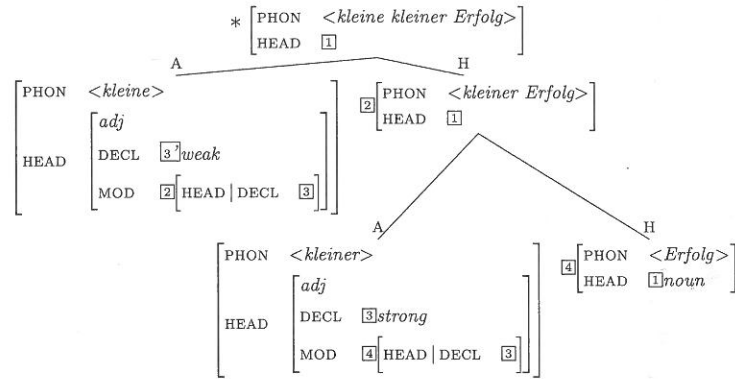 * PHON <kleine kleiner Erfolg>
HEAD 1
A H
PHON <kleine>
HEAD
adj
DECL 3'weak
MOD 2 HEAD | DECL 3
2 PHON <kleiner Erfolg>
HEAD 1
A H
PHON <kleiner>
HEAD
adj
DECL 3 strong
MOD 4 HEAD | DECL 3
4 PHON <Erfolg>
HEAD 1 noun